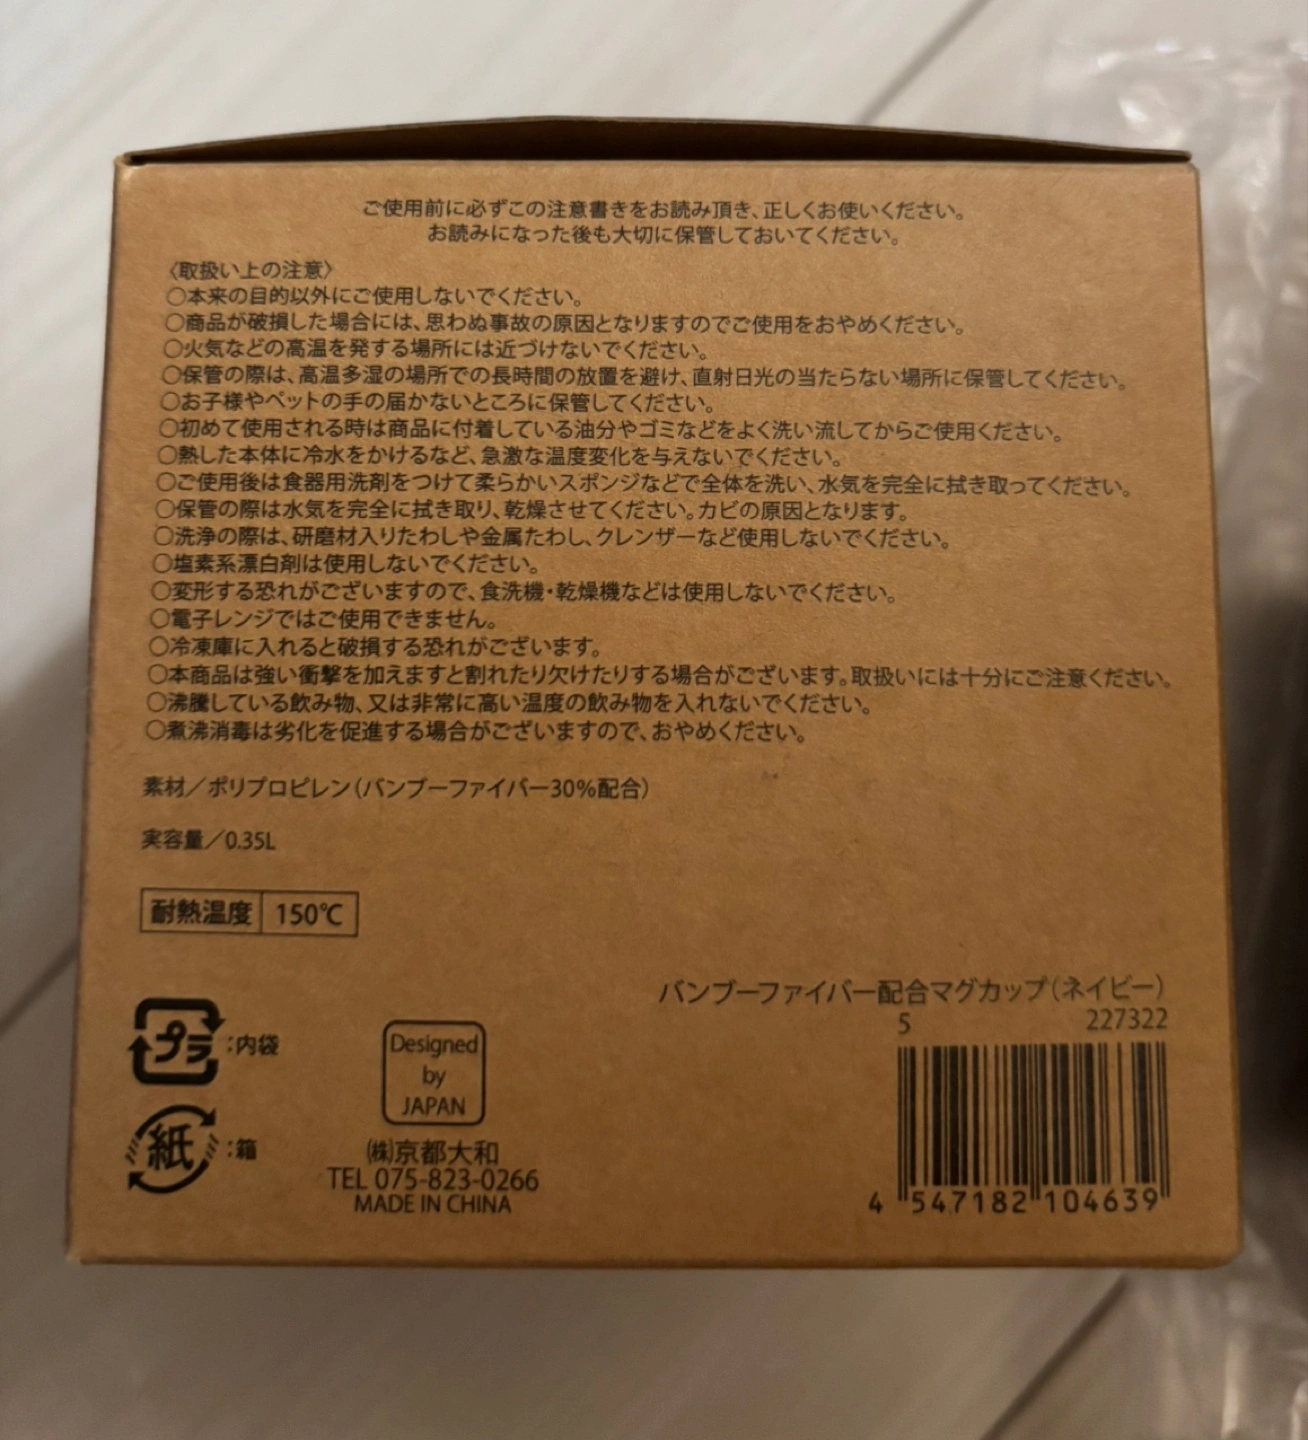 ご使用前に必ずこの注意書きをお読み頂き、正しくお使いください。
お読みになった後も大切に保管しておいてください。
〈取扱い上の注意〉
○本来の目的以外にご使用しないでください。
○商品が破損した場合には、思わぬ事故の原因となりますのでご使用をおやめください。
○火気などの高温を発する場所には近づけないでください。
○保管の際は、高温多湿の場所での長時間の放置を避け、直射日光の当たらない場所に保管してください。
○お子様やペットの手の届かないところに保管してください。
○初めて使用される時は商品に付着している油分やゴミなどをよく洗い流してからご使用ください。
○熱した本体に冷水をかけるなど、急激な温度変化を与えないでください。
○ご使用後は食器用洗剤をつけて柔らかいスポンジなどで全体を洗い、水気を完全に拭き取ってください。
○保管の際は水気を完全に拭き取り、乾燥させてください。カビの原因となります。
○洗浄の際は、研磨材入りたわしや金属たわし、クレンザーなど使用しないでください。
○塩素系漂白剤は使用しないでください。
○変形する恐れがございますので、食洗機・乾燥機などは使用しないでください。
○電子レンジではご使用できません。
○冷凍庫に入れると破損する恐れがございます。
○本商品は強い衝撃を加えますと割れたり欠けたりする場合がございます。取扱いには十分にご注意ください。
○沸騰している飲み物、又は非常に高い温度の飲み物を入れないでください。
○煮沸消毒は劣化を促進する場合がございますので、おやめください。
素材／ポリプロピレン（バンブーファイバー30％配合）
実容量／0.35L
耐熱温度 150℃
バンブーファイバー配合マグカップ（ネイビー）
5 227322
プラ：内袋
紙：箱
Designed
by
JAPAN
㈱京都大和
TEL 075-823-0266
MADE IN CHINA
4 547182 104639